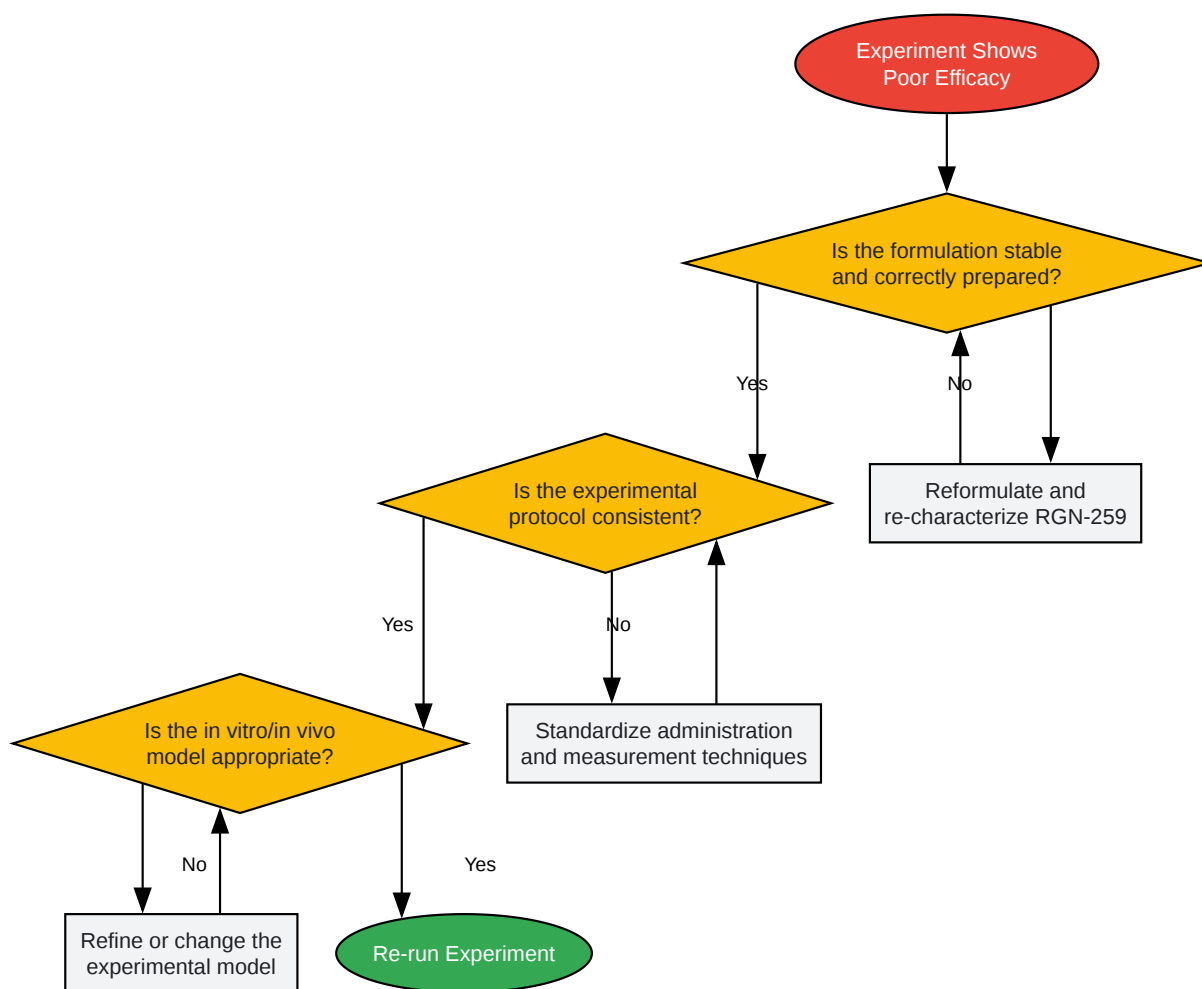 Experiment Shows
Poor Efficacy
Is the formulation stable
and correctly prepared?
Yes
No
Is the experimental
protocol consistent?
Reformulate and
re-characterize RGN-259
Yes
No
Is the in vitro/in vivo
model appropriate?
Standardize administration
and measurement techniques
No
Yes
Refine or change the
experimental model
Re-run Experiment